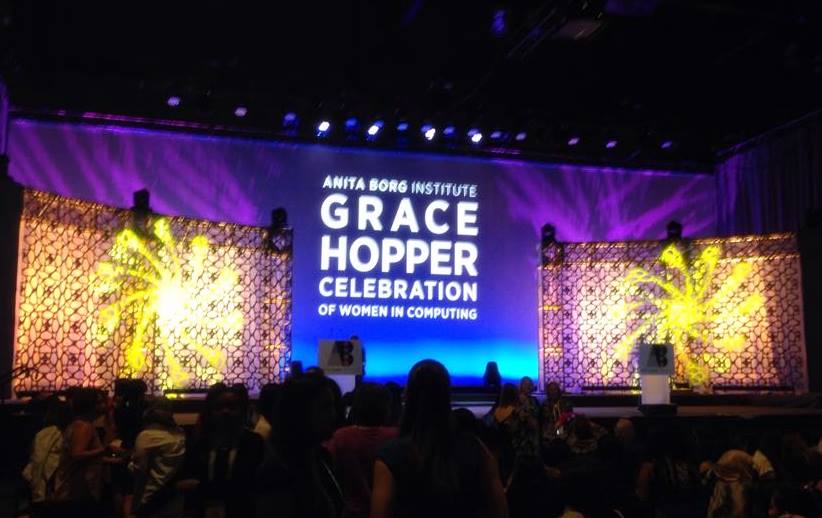 ANITA BORG INSTITUTE
GRACE
HOPPER
CELEBRATION
OF WOMEN IN COMPUTING